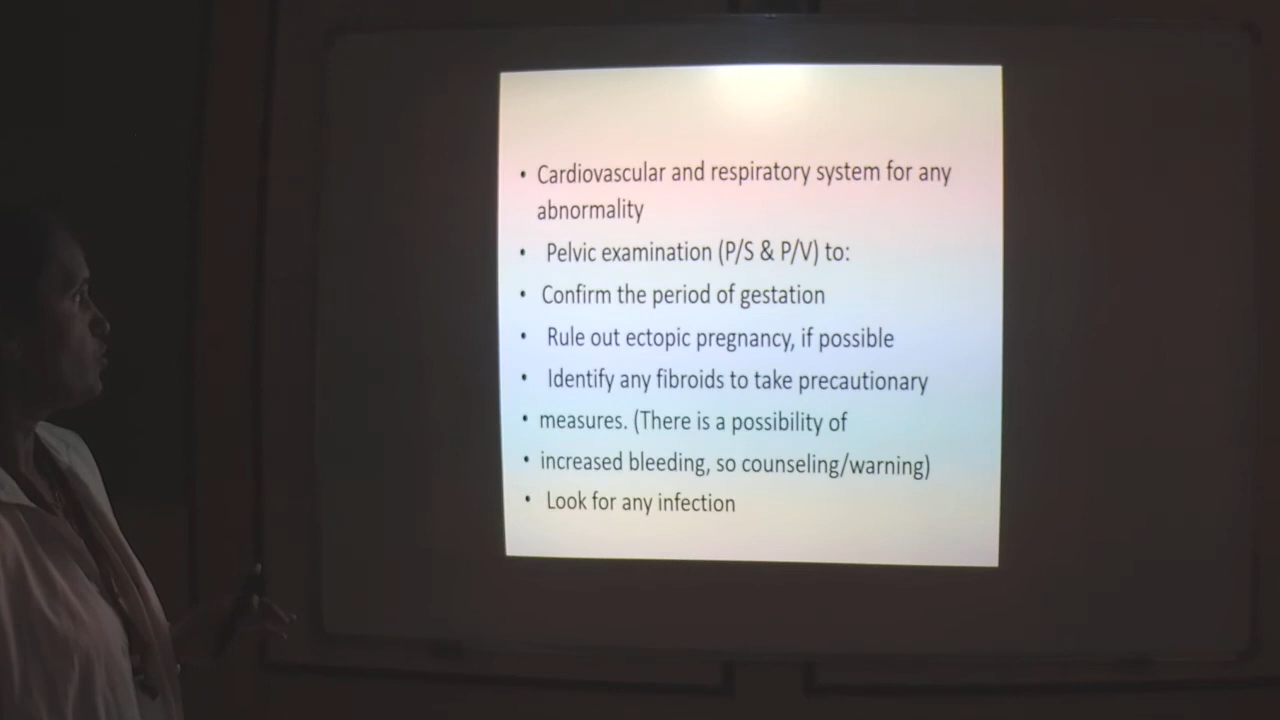 • Cardiovascular and respiratory system for any
abnormality
• Pelvic examination (P/S & P/V) to:
• Confirm the period of gestation
• Rule out ectopic pregnancy, if possible
• Identify any fibroids to take precautionary
• measures. (There is a possibility of
• increased bleeding, so counseling/warning)
• Look for any infection